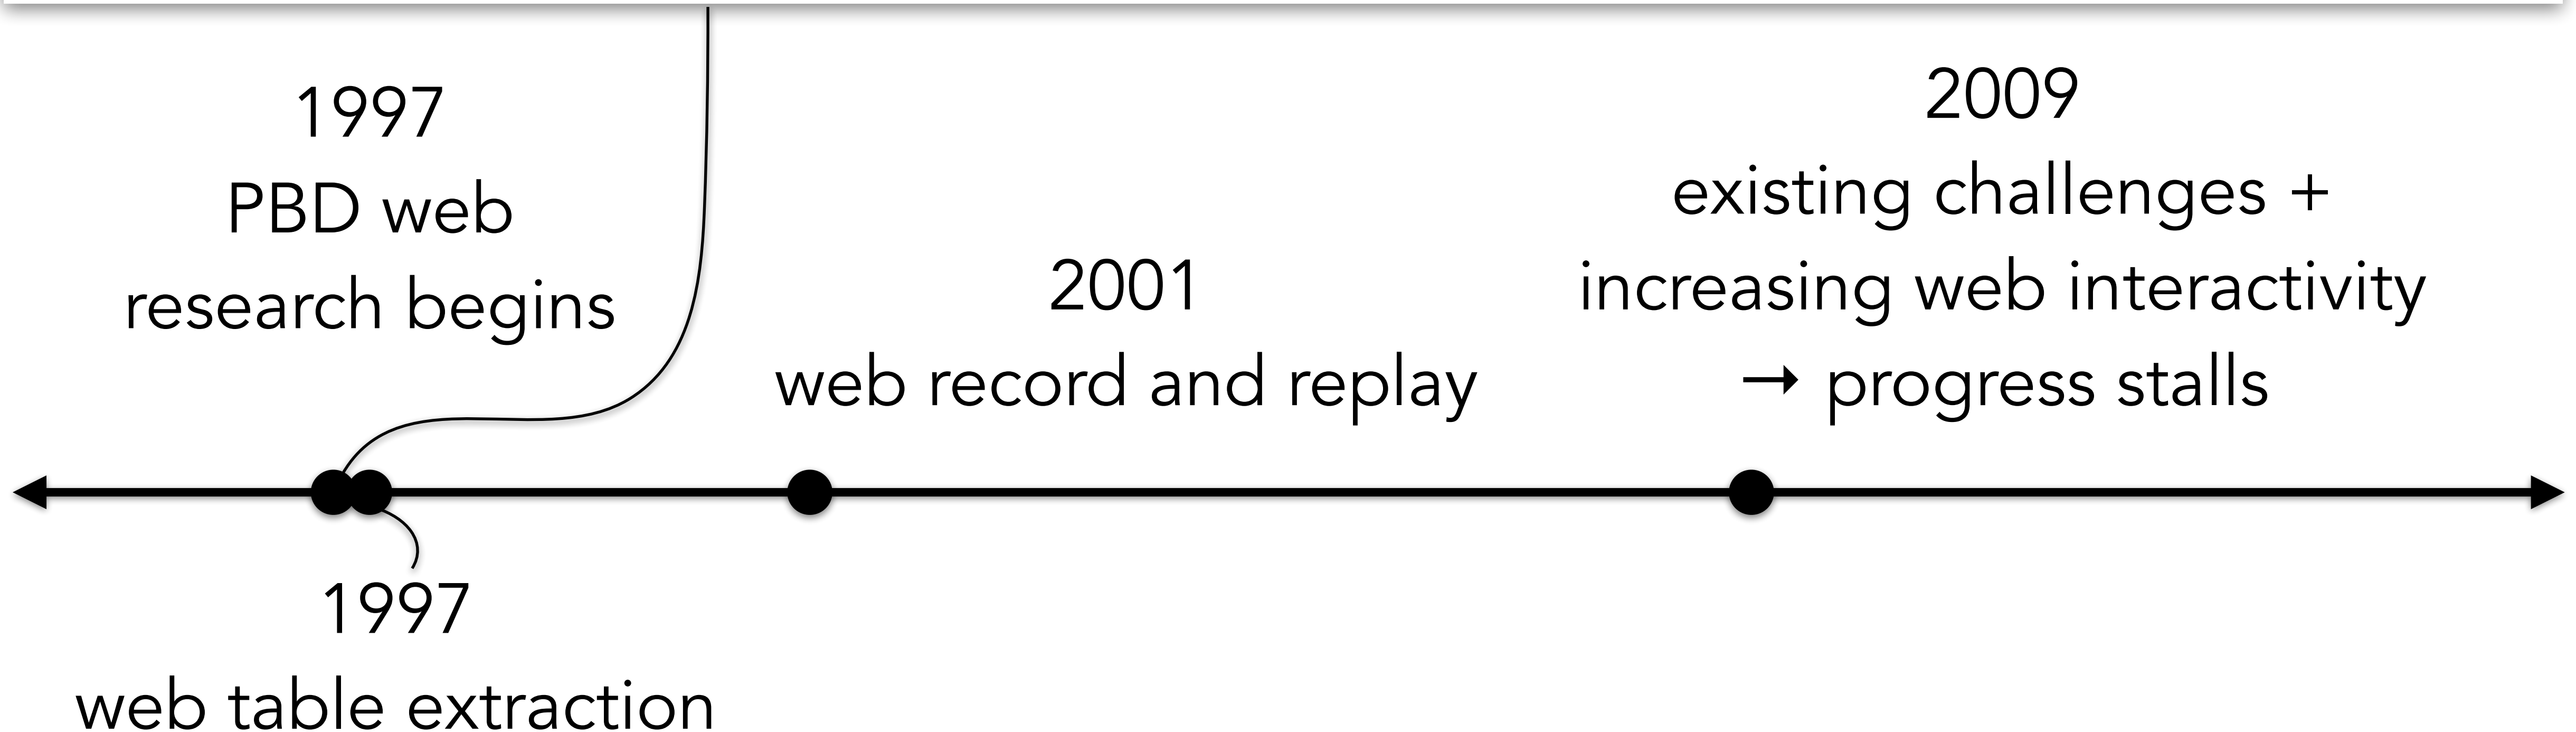 1997
PBD web
research begins
2001
web record and replay
2009
existing challenges +
increasing web interactivity
→ progress stalls
1997
web table extraction